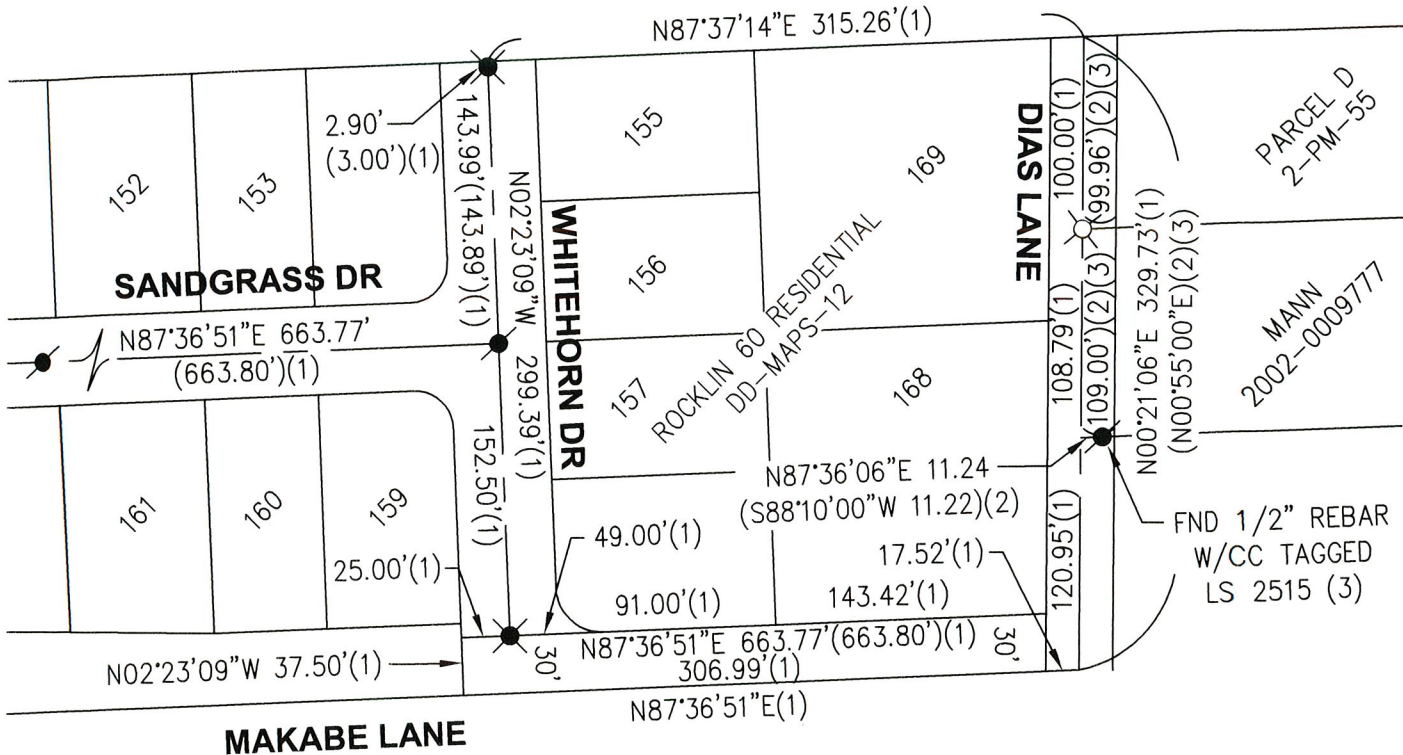 N87°37'14"E 315.26'(1)
2.90'
(3.00')(1)
143.99'(143.89')(1)
N02°23'09"W 299.39'(1)
152
153
155
169
DIAS LANE
100.00'(1)
(99.96')(2)(3)
PARCEL D
2-PM-55
SANDGRASS DR
WHITEHORN DR
156
ROCKLIN 60 RESIDENTIAL
DD-MAPS-12
108.79'(1)
(109.00')(2)(3)
N00°21'06"E 329.73'(1)
(N00°55'00"E)(2)(3)
MANN
2002-0009777
N87°36'51"E 663.77'
(663.80')(1)
157
168
152.50'(1)
N87°36'06"E 11.24
(S88°10'00"W 11.22)(2)
161
160
159
49.00'(1)
17.52'(1)
120.95'(1)
FND 1/2" REBAR
W/CC TAGGED
LS 2515 (3)
25.00'(1)
91.00'(1)
143.42'(1)
N02°23'09"W 37.50'(1)
30'
N87°36'51"E 663.77'(663.80')(1)
30'
306.99'(1)
N87°36'51"E(1)
MAKABE LANE